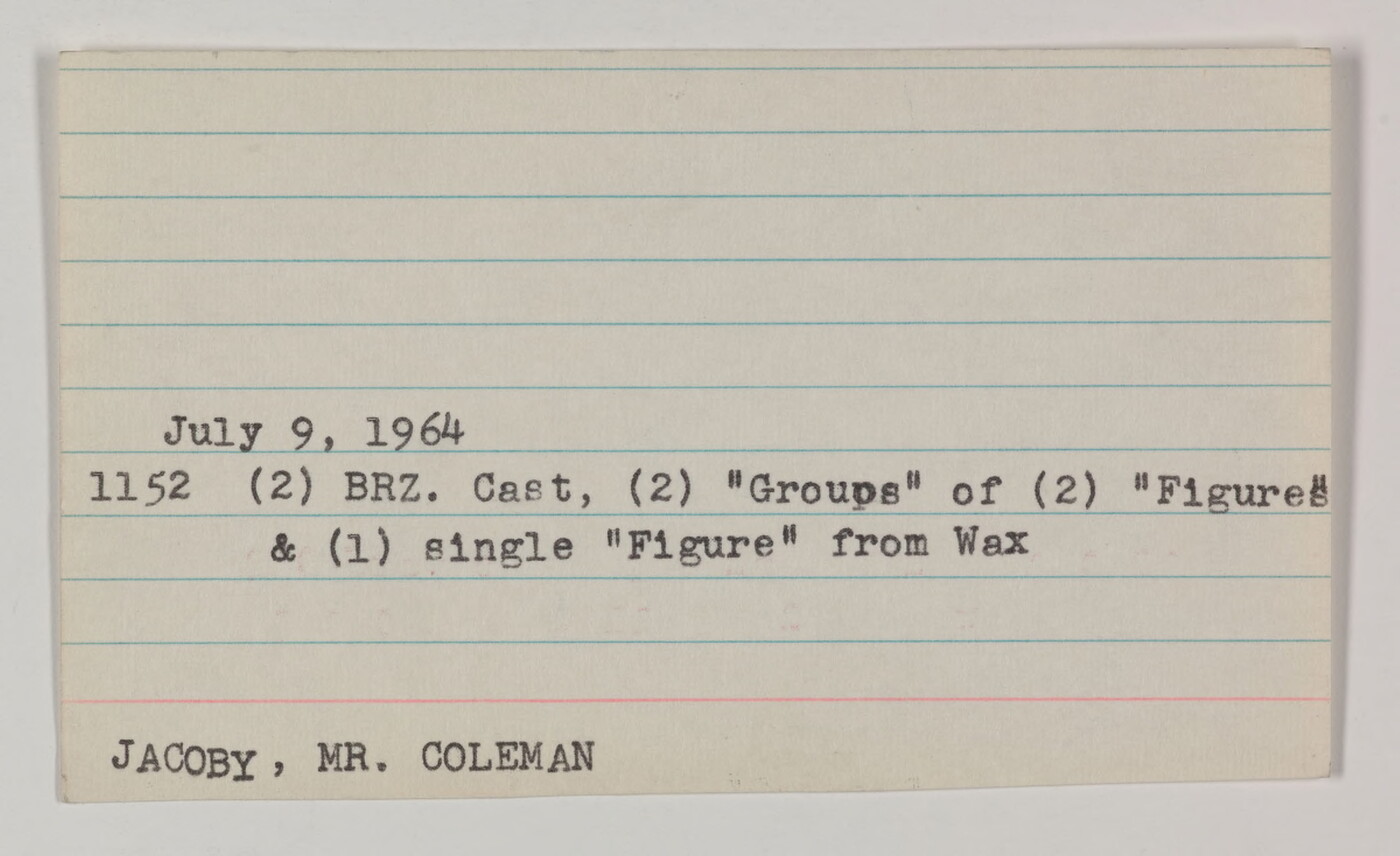 July 9, 1964
1152 (2) BRZ. Cast, (2) "Groups" of (2) "Figures"
& (1) single "Figure" from Wax
JACOBY, MR. COLEMAN